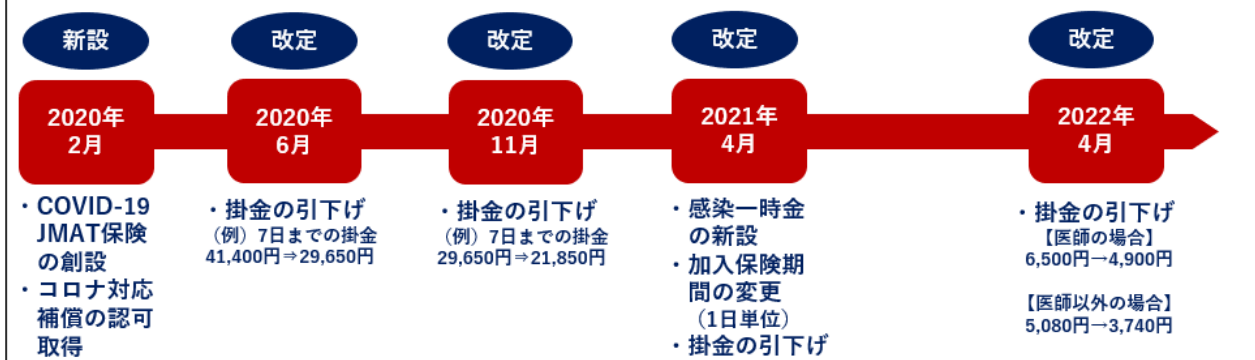 新設
2020年
2月
・COVID-19
JMAT保険
の創設
・コロナ対応
補償の認可
取得
改定
2020年
6月
・掛金の引下げ
（例）7日までの掛金
41,400円⇒29,650円
改定
2020年
11月
・掛金の引下げ
（例）7日までの掛金
29,650円⇒21,850円
改定
2021年
4月
・感染一時金
の新設
・加入保険期
間の変更
（1日単位）
・掛金の引下げ
改定
2022年
4月
・掛金の引下げ
【医師の場合】
6,500円→4,900円
【医師以外の場合】
5,080円→3,740円